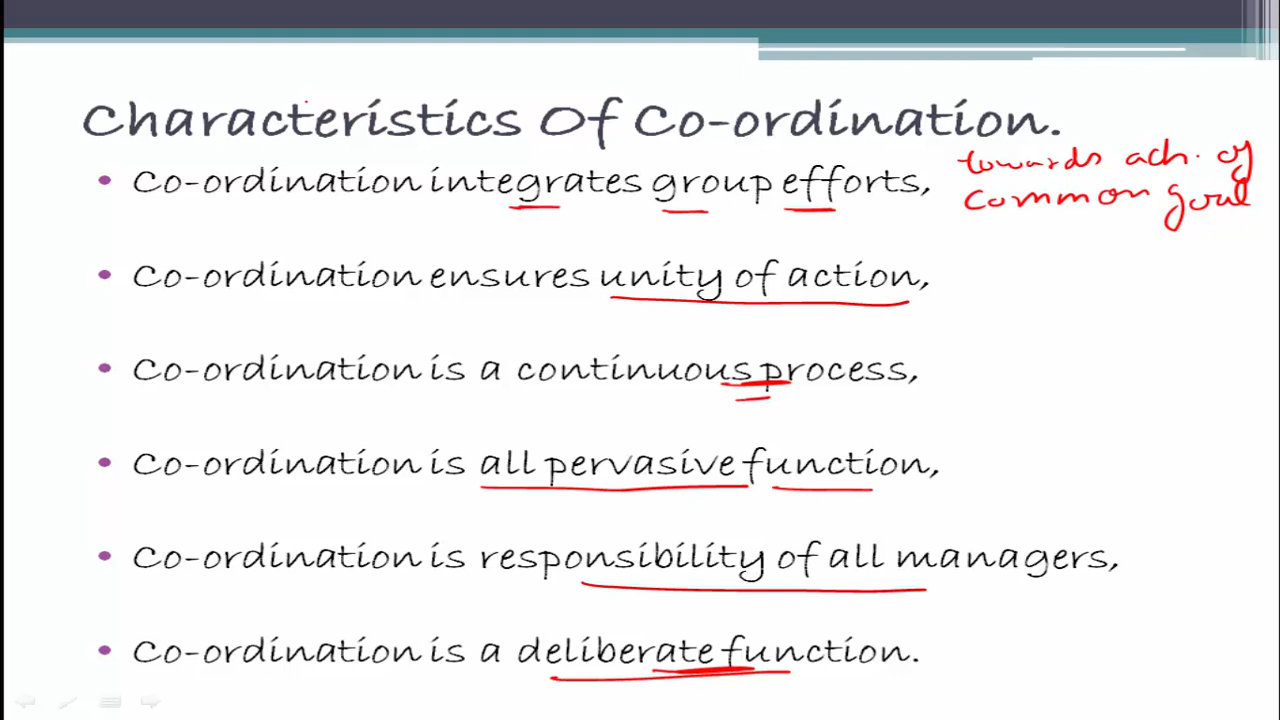 Characteristics Of Co-ordination.
• Co-ordination integrates group efforts, towards ach. of
common goal
• Co-ordination ensures unity of action,
• Co-ordination is a continuous process,
• Co-ordination is all pervasive function,
• Co-ordination is responsibility of all managers,
• Co-ordination is a deliberate function.